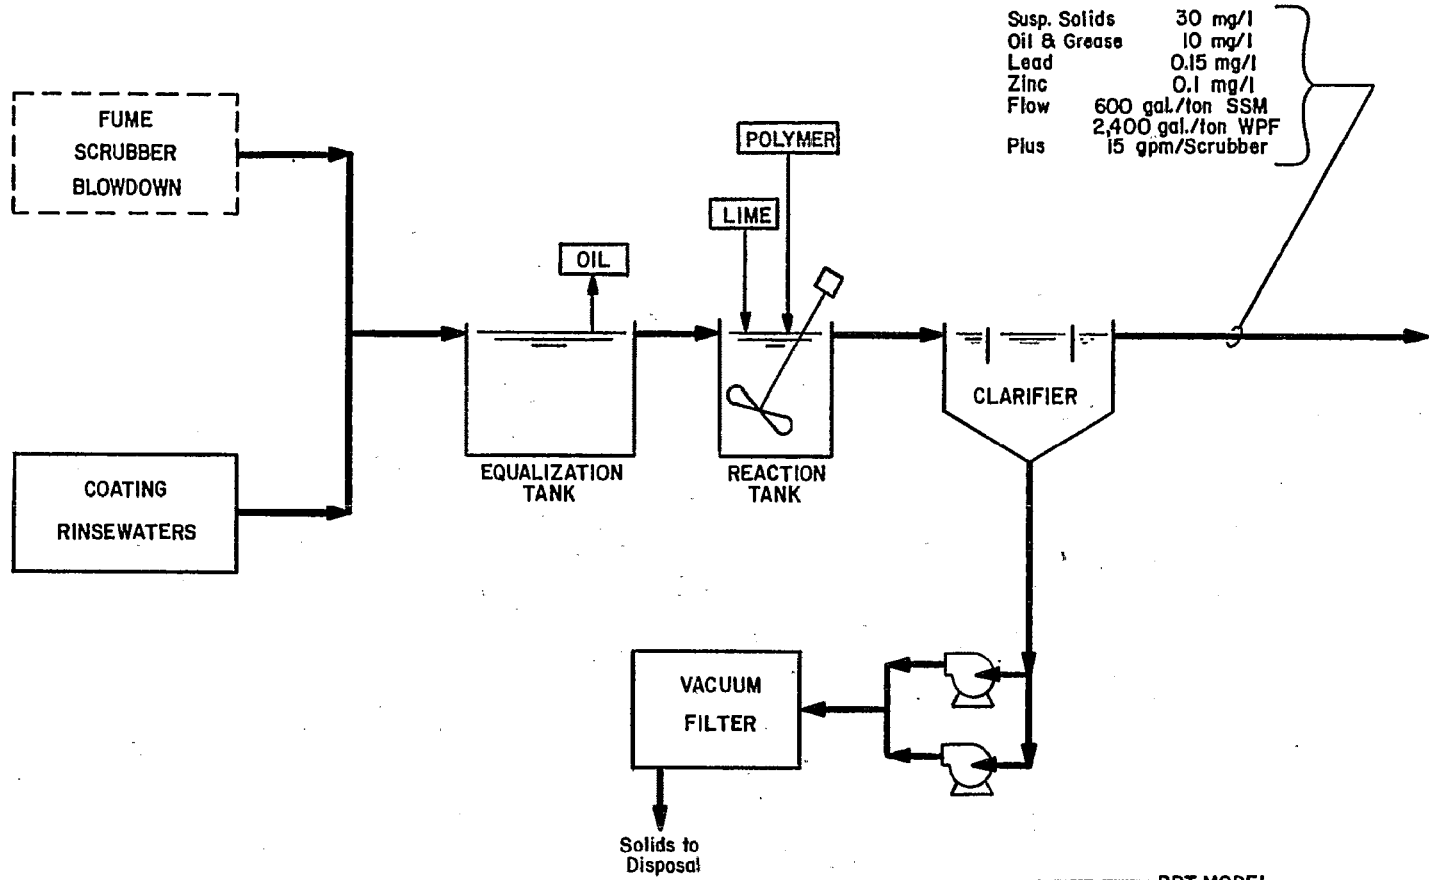 Susp. Solids 30 mg/l
Oil & Grease 10 mg/l
Lead 0.15 mg/l
Zinc 0.1 mg/l
Flow 600 gal./ton SSM
2,400 gal./ton WPF
Plus 15 gpm/Scrubber
FUME
SCRUBBER
BLOWDOWN
POLYMER
LIME
OIL
CLARIFIER
EQUALIZATION
TANK
REACTION
TANK
COATING
RINSEWATERS
VACUUM
FILTER
Solids to
Disposal
BPT MODEL